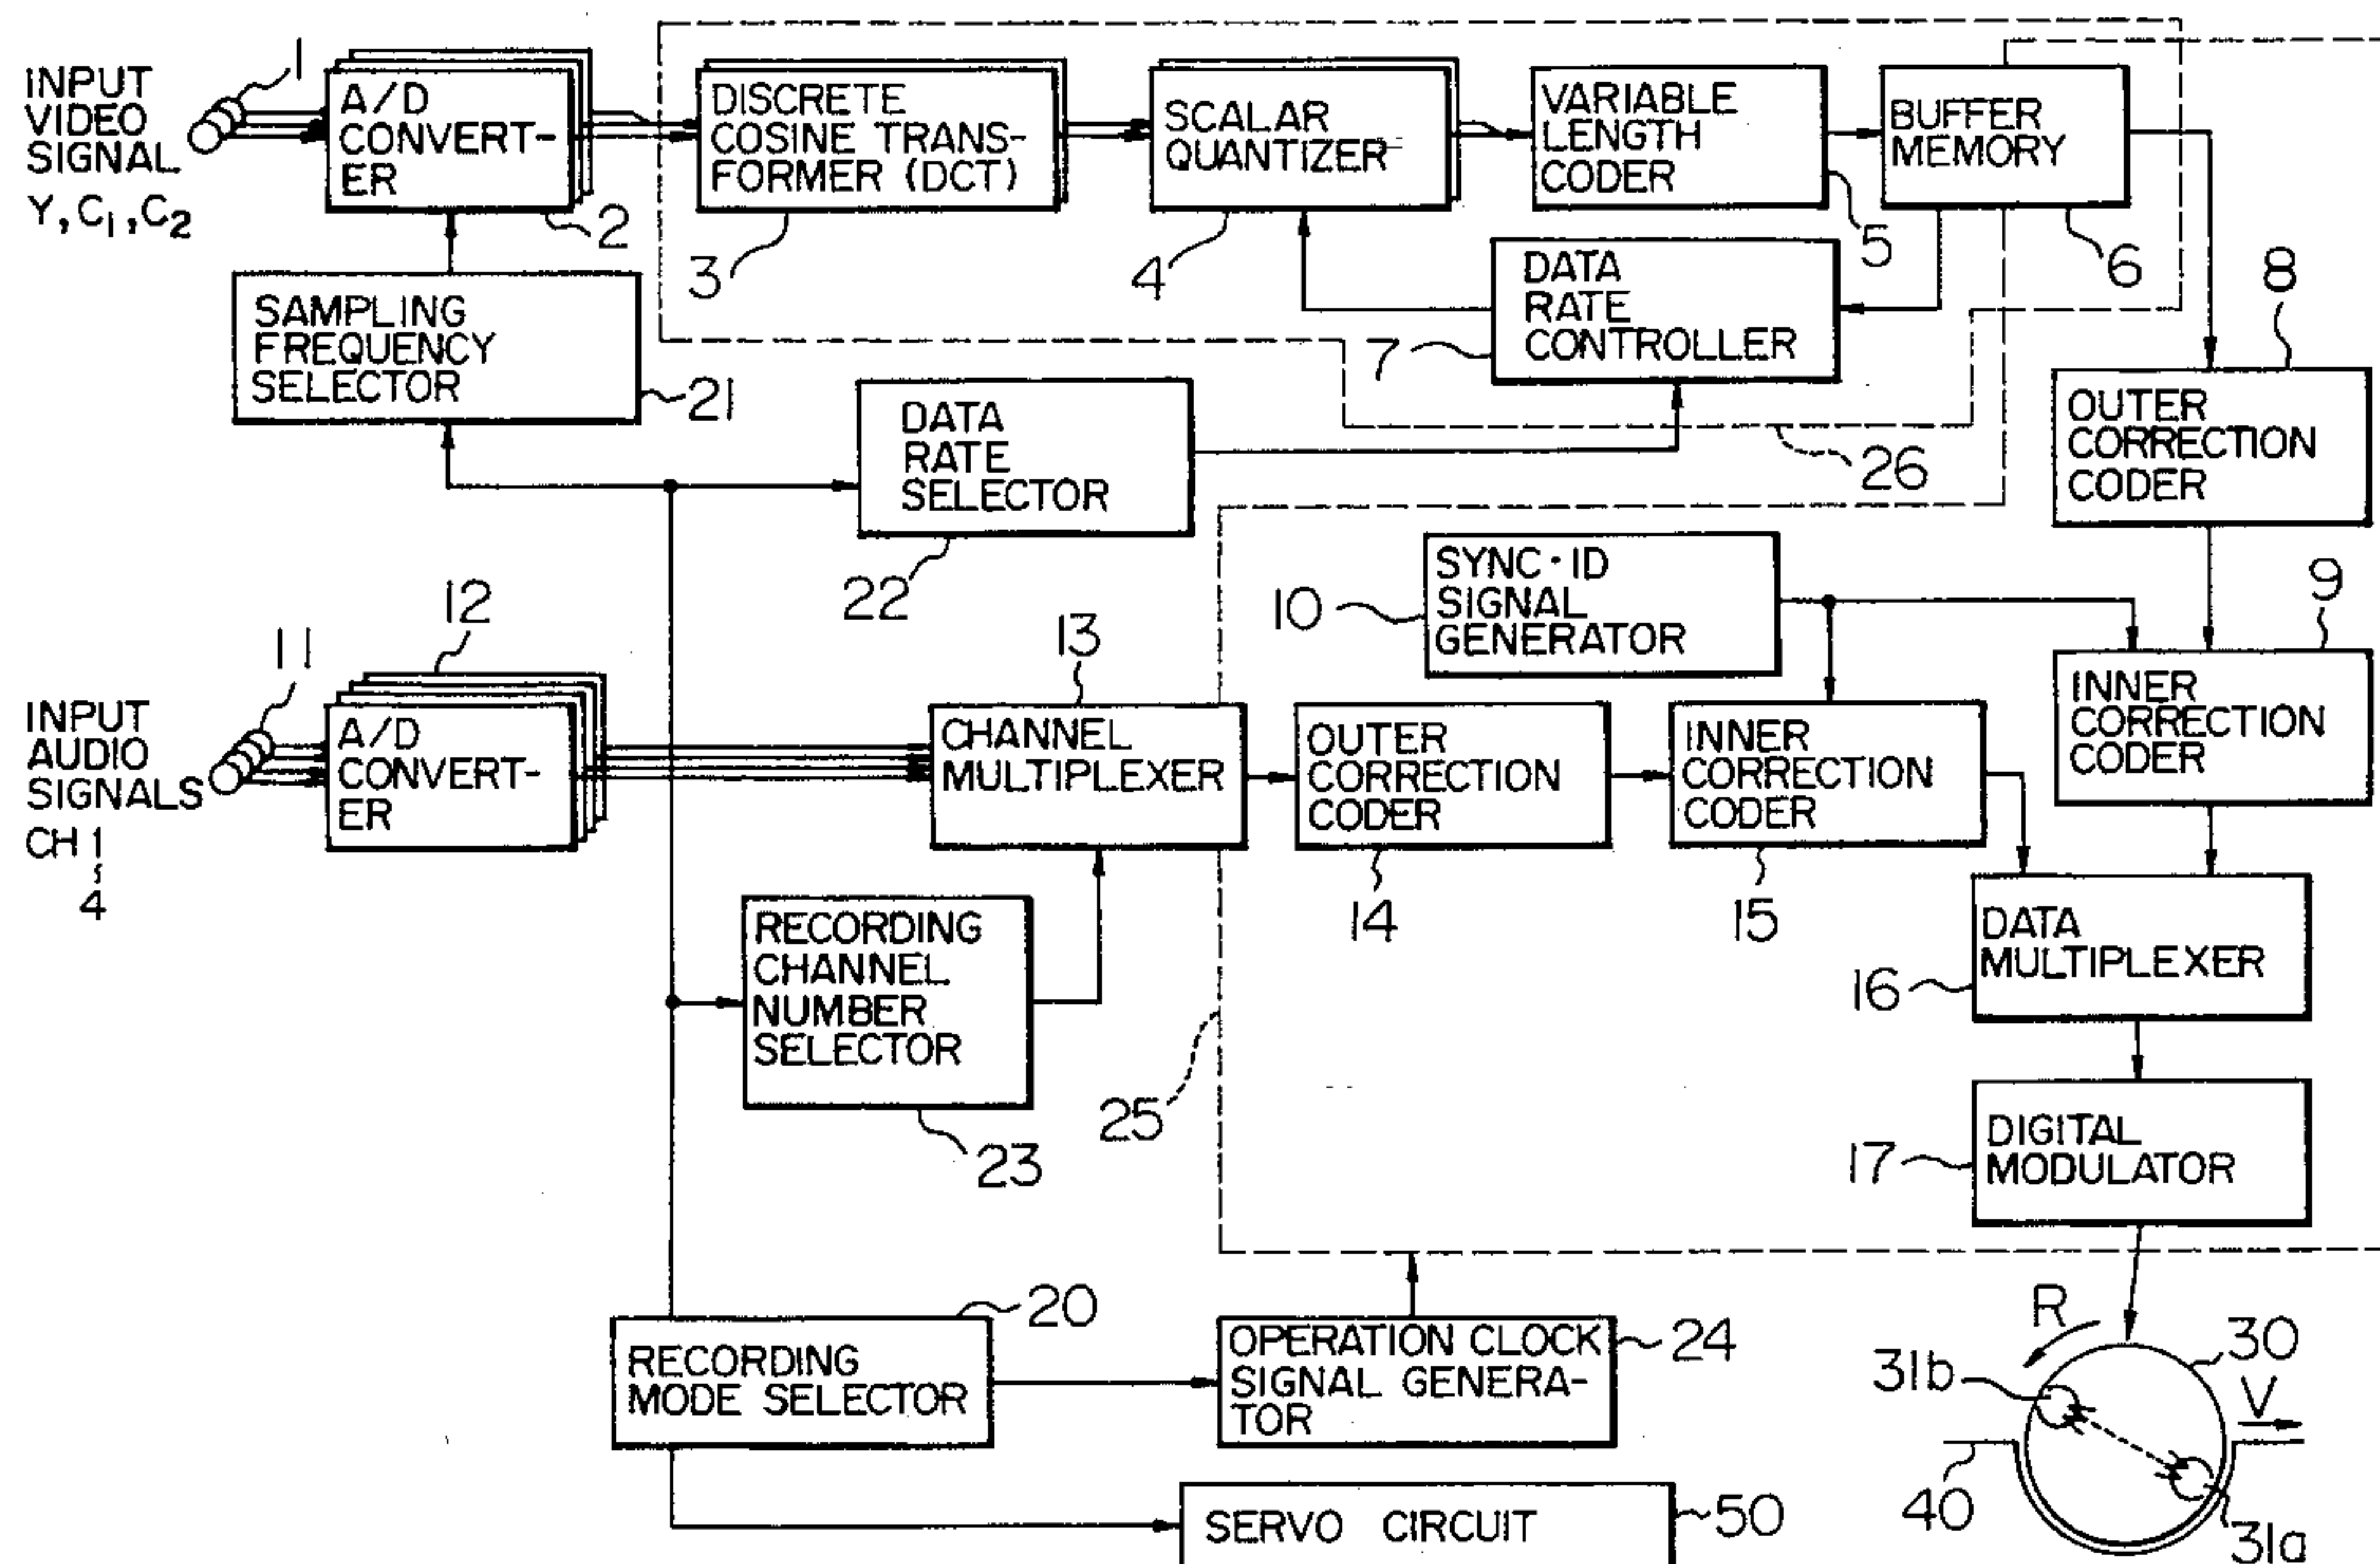 1
INPUT
VIDEO
SIGNAL
Y, C1, C2
A/D
CONVERT-
ER
2
DISCRETE
COSINE TRANS-
FORMER (DCT)
3
SCALAR
QUANTIZER
4
VARIABLE
LENGTH
CODER
5
BUFFER
MEMORY
6
SAMPLING
FREQUENCY
SELECTOR
21
DATA
RATE
CONTROLLER
7
8
OUTER
CORRECTION
CODER
DATA
RATE
SELECTOR
22
26
SYNC·ID
SIGNAL
GENERATOR
10
9
INNER
CORRECTION
CODER
11
INPUT
AUDIO
SIGNALS
CH 1
~
4
12
A/D
CONVERT-
ER
13
CHANNEL
MULTIPLEXER
OUTER
CORRECTION
CODER
14
INNER
CORRECTION
CODER
15
DATA
MULTIPLEXER
16
RECORDING
CHANNEL
NUMBER
SELECTOR
23
25
DIGITAL
MODULATOR
17
20
RECORDING
MODE SELECTOR
OPERATION CLOCK
SIGNAL GENERA-
TOR
24
R
30
31b
V
40
31a
SERVO CIRCUIT
50